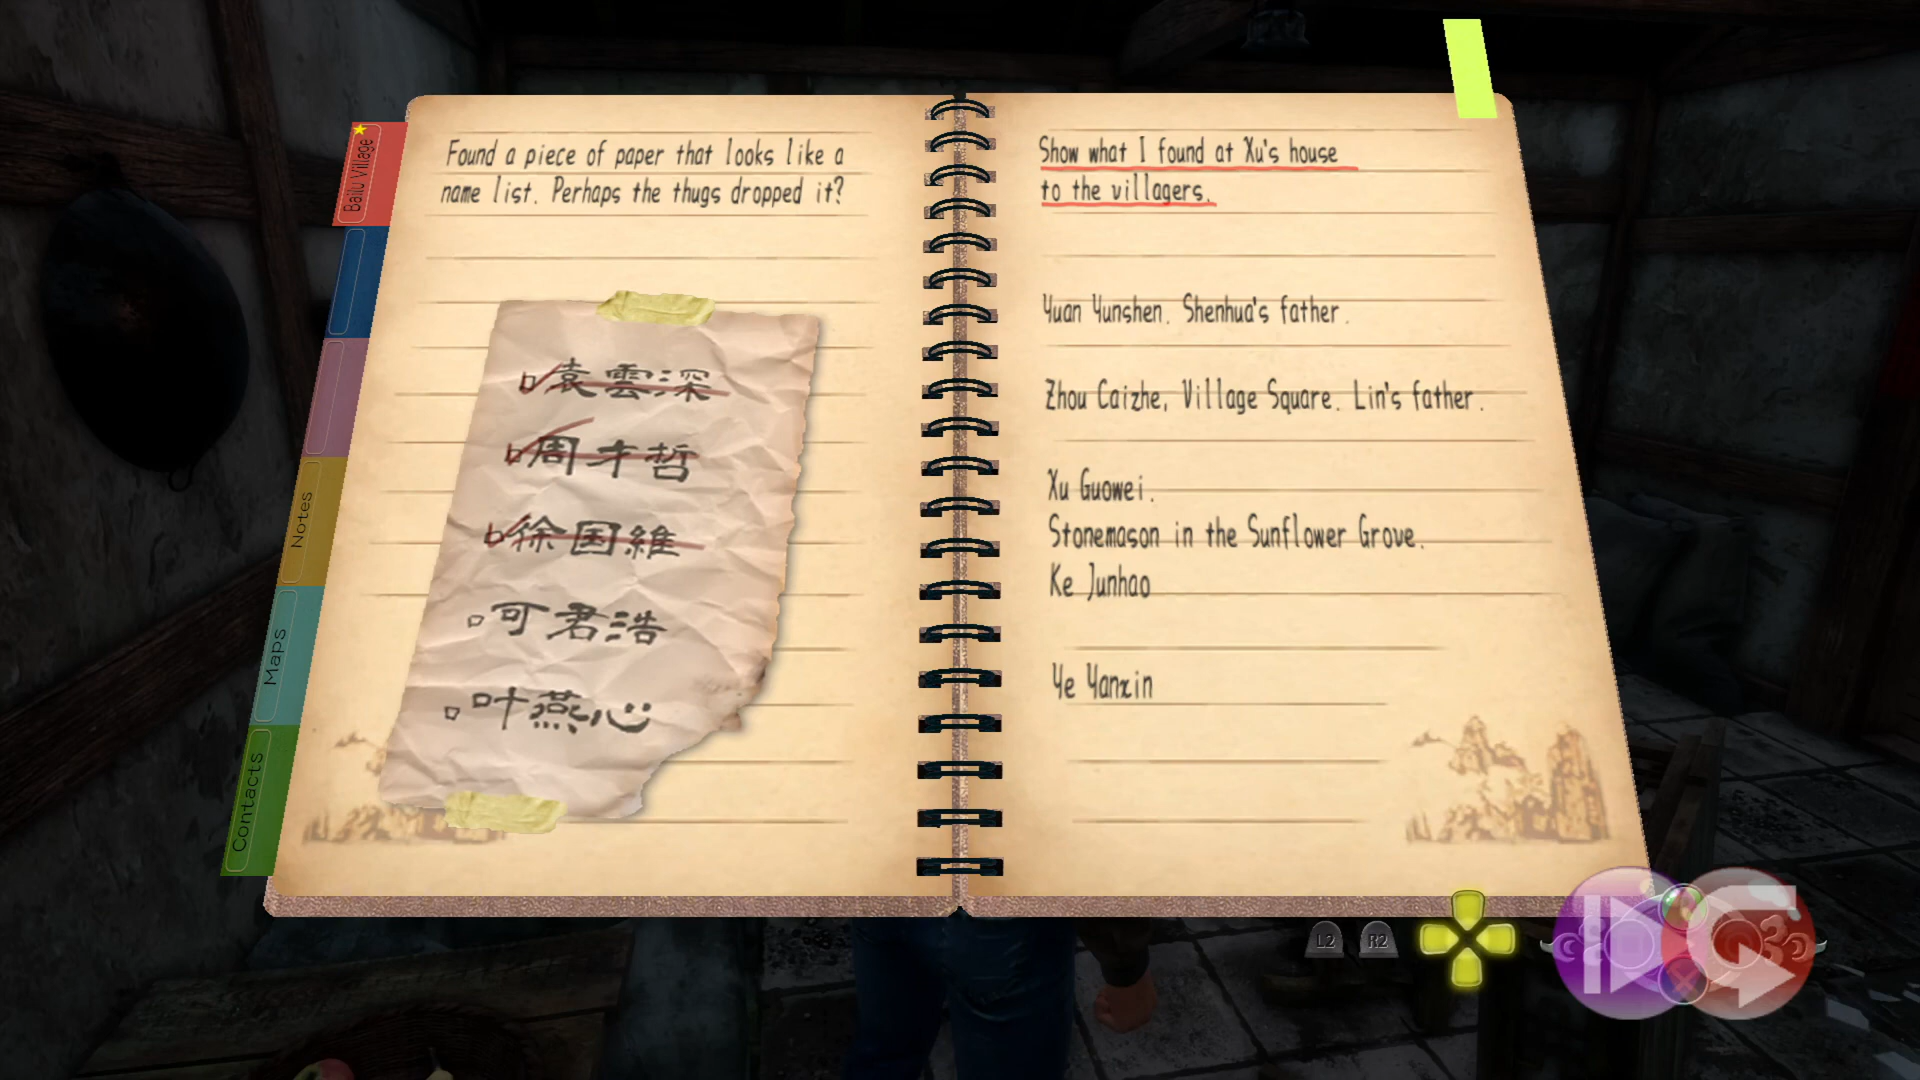 Bailu Village
Notes
Maps
Contacts
Found a piece of paper that looks like a
name list. Perhaps the thugs dropped it?
袁雲深
周才哲
徐国維
可君浩
叶燕心
Show what I found at Xu's house
to the villagers.
Yuan Yunshen. Shenhua's father.
Zhou Caizhe, Village Square. Lin's father.
Xu Guowei.
Stonemason in the Sunflower Grove.
Ke Junhao
Ye Yanxin
L2 R2